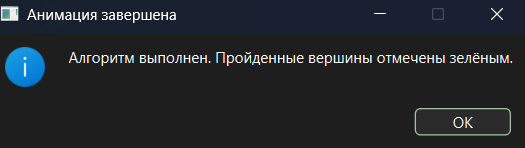 Анимация завершена
Алгоритм выполнен. Пройденные вершины отмечены зелёным.
OK